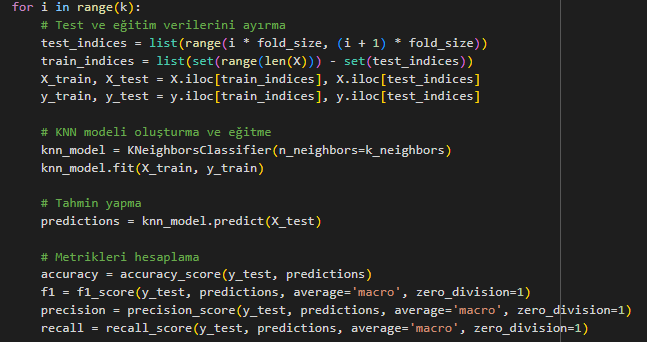 for i in range(k):
    # Test ve eğitim verilerini ayırma
    test_indices = list(range(i * fold_size, (i + 1) * fold_size))
    train_indices = list(set(range(len(X))) - set(test_indices))
    X_train, X_test = X.iloc[train_indices], X.iloc[test_indices]
    y_train, y_test = y.iloc[train_indices], y.iloc[test_indices]

    # KNN modeli oluşturma ve eğitme
    knn_model = KNeighborsClassifier(n_neighbors=k_neighbors)
    knn_model.fit(X_train, y_train)

    # Tahmin yapma
    predictions = knn_model.predict(X_test)

    # Metrikleri hesaplama
    accuracy = accuracy_score(y_test, predictions)
    f1 = f1_score(y_test, predictions, average='macro', zero_division=1)
    precision = precision_score(y_test, predictions, average='macro', zero_division=1)
    recall = recall_score(y_test, predictions, average='macro', zero_division=1)